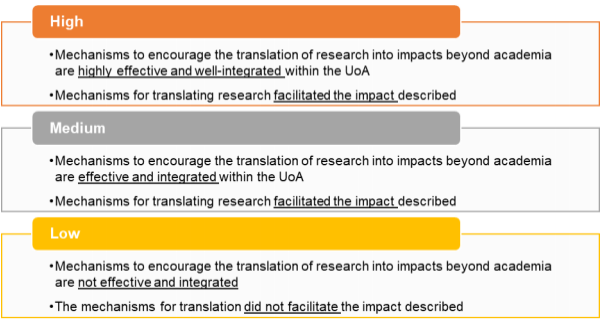 High
•Mechanisms to encourage the translation of research into impacts beyond academia
are highly effective and well-integrated within the UoA
•Mechanisms for translating research facilitated the impact described
Medium
•Mechanisms to encourage the translation of research into impacts beyond academia
are effective and integrated within the UoA
•Mechanisms for translating research facilitated the impact described
Low
•Mechanisms to encourage the translation of research into impacts beyond academia
are not effective and integrated
•The mechanisms for translation did not facilitate the impact described